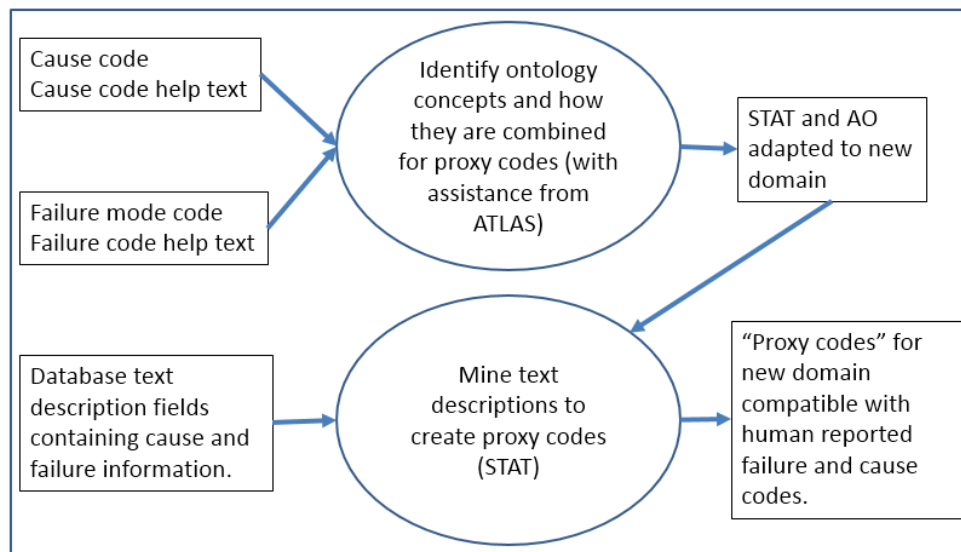 Cause code
Cause code help text
Failure mode code
Failure code help text
Identify ontology
concepts and how
they are combined
for proxy codes (with
assistance from
ATLAS)
STAT and AO
adapted to new
domain
Database text
description fields
containing cause and
failure information.
Mine text
descriptions to
create proxy codes
(STAT)
“Proxy codes” for
new domain
compatible with
human reported
failure and cause
codes.